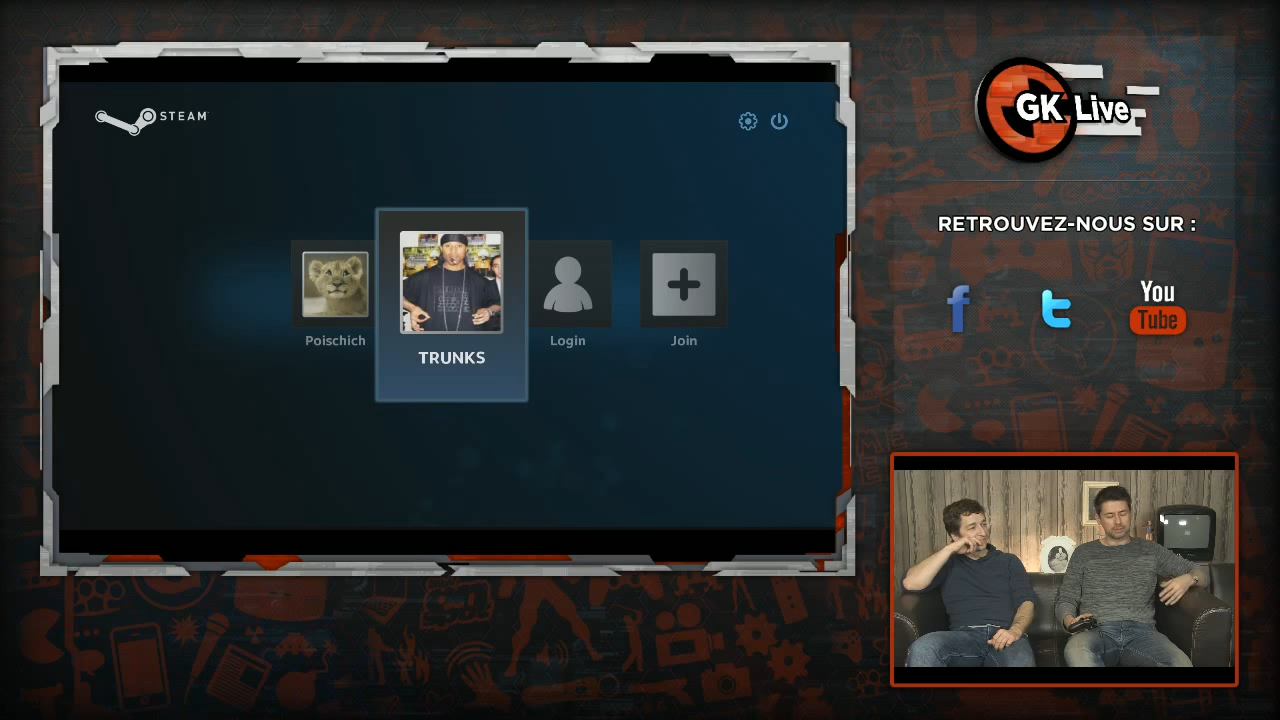 STEAM
Poischich
TRUNKS
Login
Join
GK Live
RETROUVEZ-NOUS SUR :
You
Tube